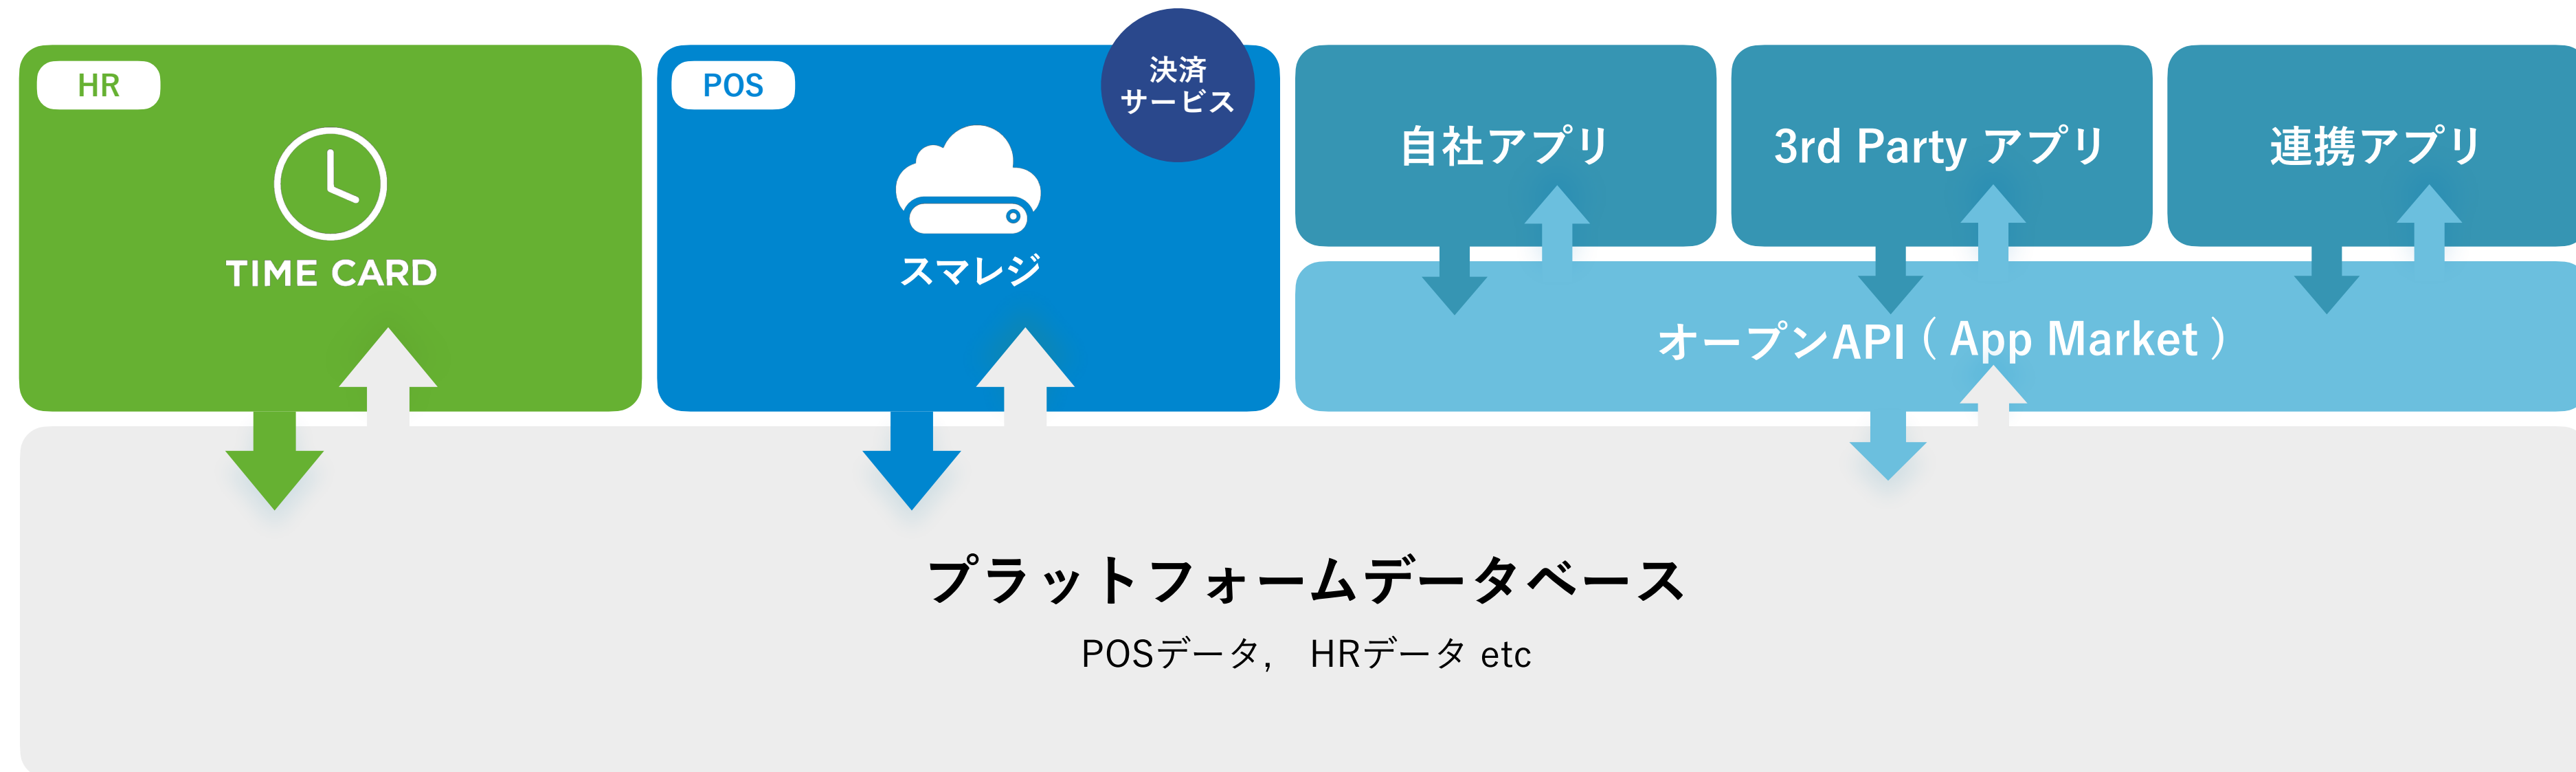 HR
TIME CARD
POS
決済
サービス
スマレジ
自社アプリ
3rd Party アプリ
連携アプリ
オープンAPI（ App Market ）
プラットフォームデータベース
POSデータ,　HRデータ etc